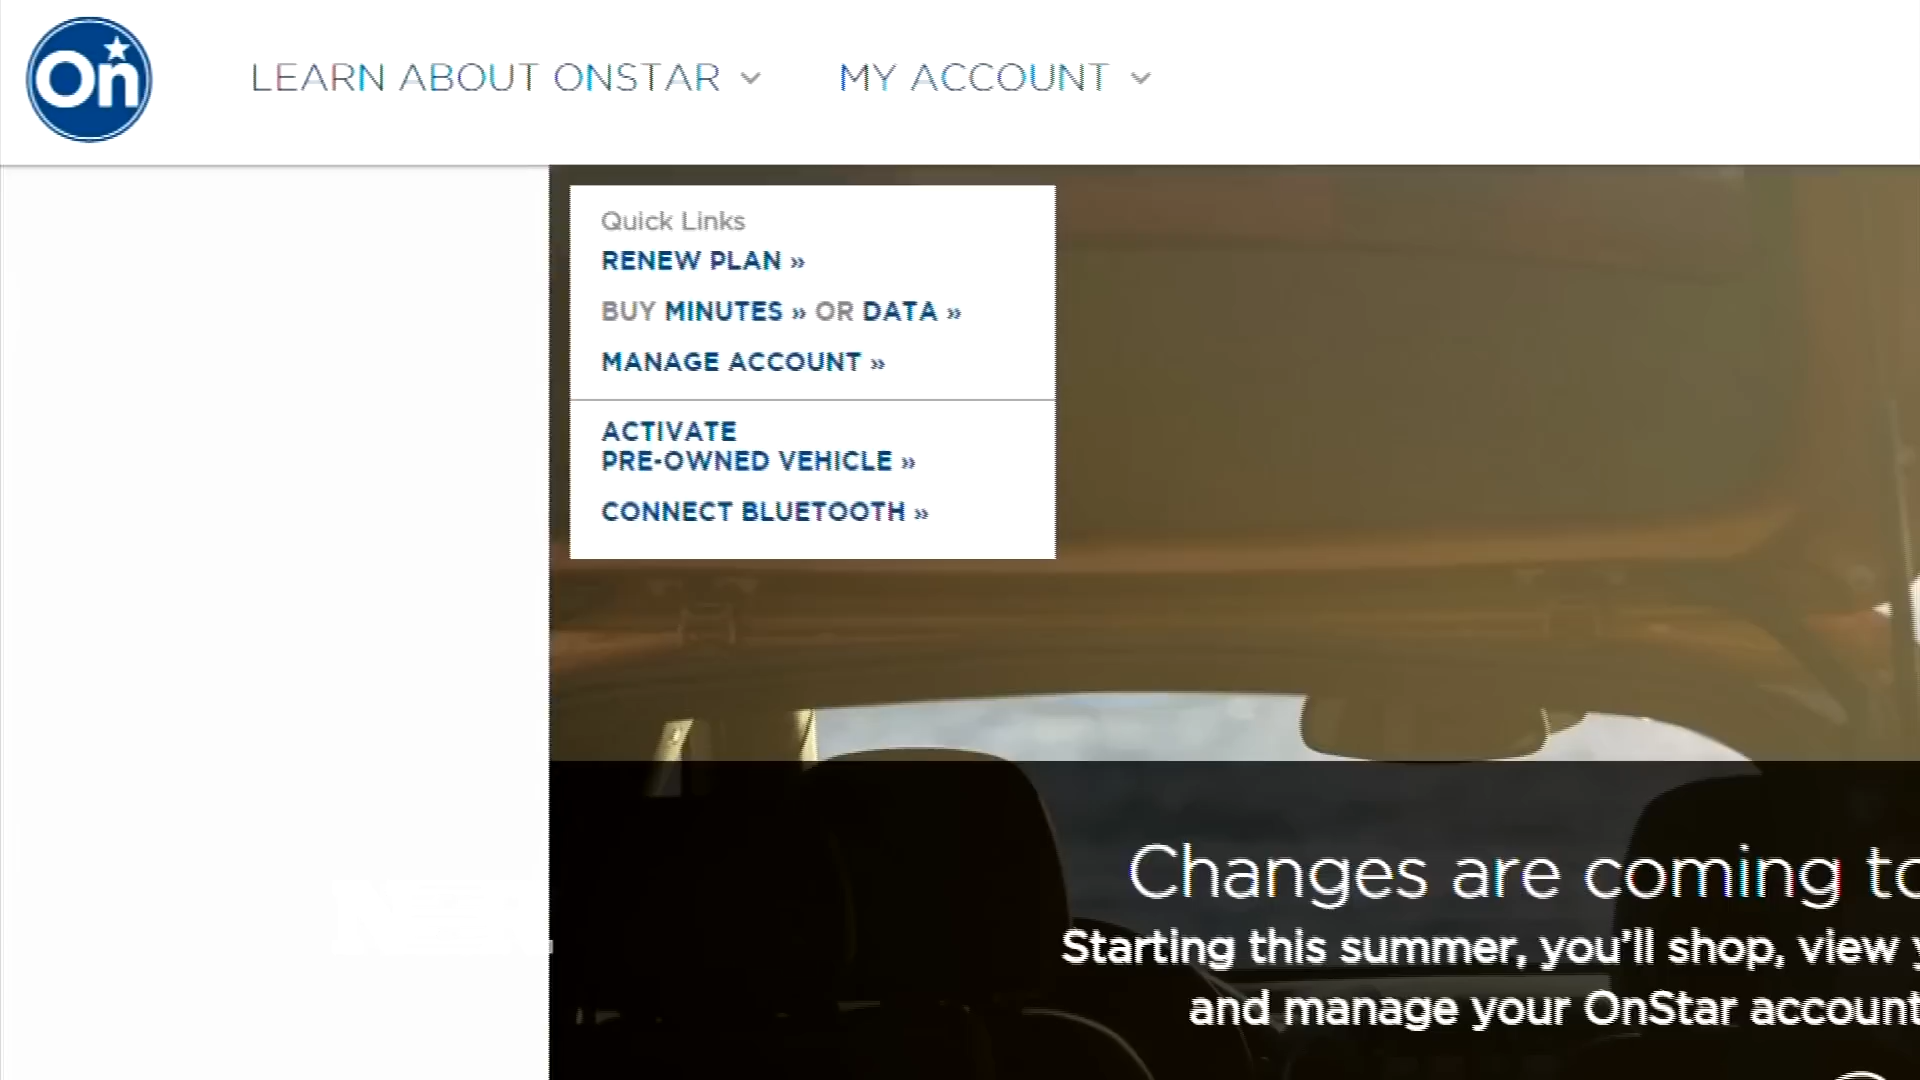 On
LEARN ABOUT ONSTAR
MY ACCOUNT
Quick Links
RENEW PLAN »
BUY MINUTES » OR DATA »
MANAGE ACCOUNT »
ACTIVATE
PRE-OWNED VEHICLE »
CONNECT BLUETOOTH »
Changes are coming to
Starting this summer, you'll shop, view
and manage your OnStar account